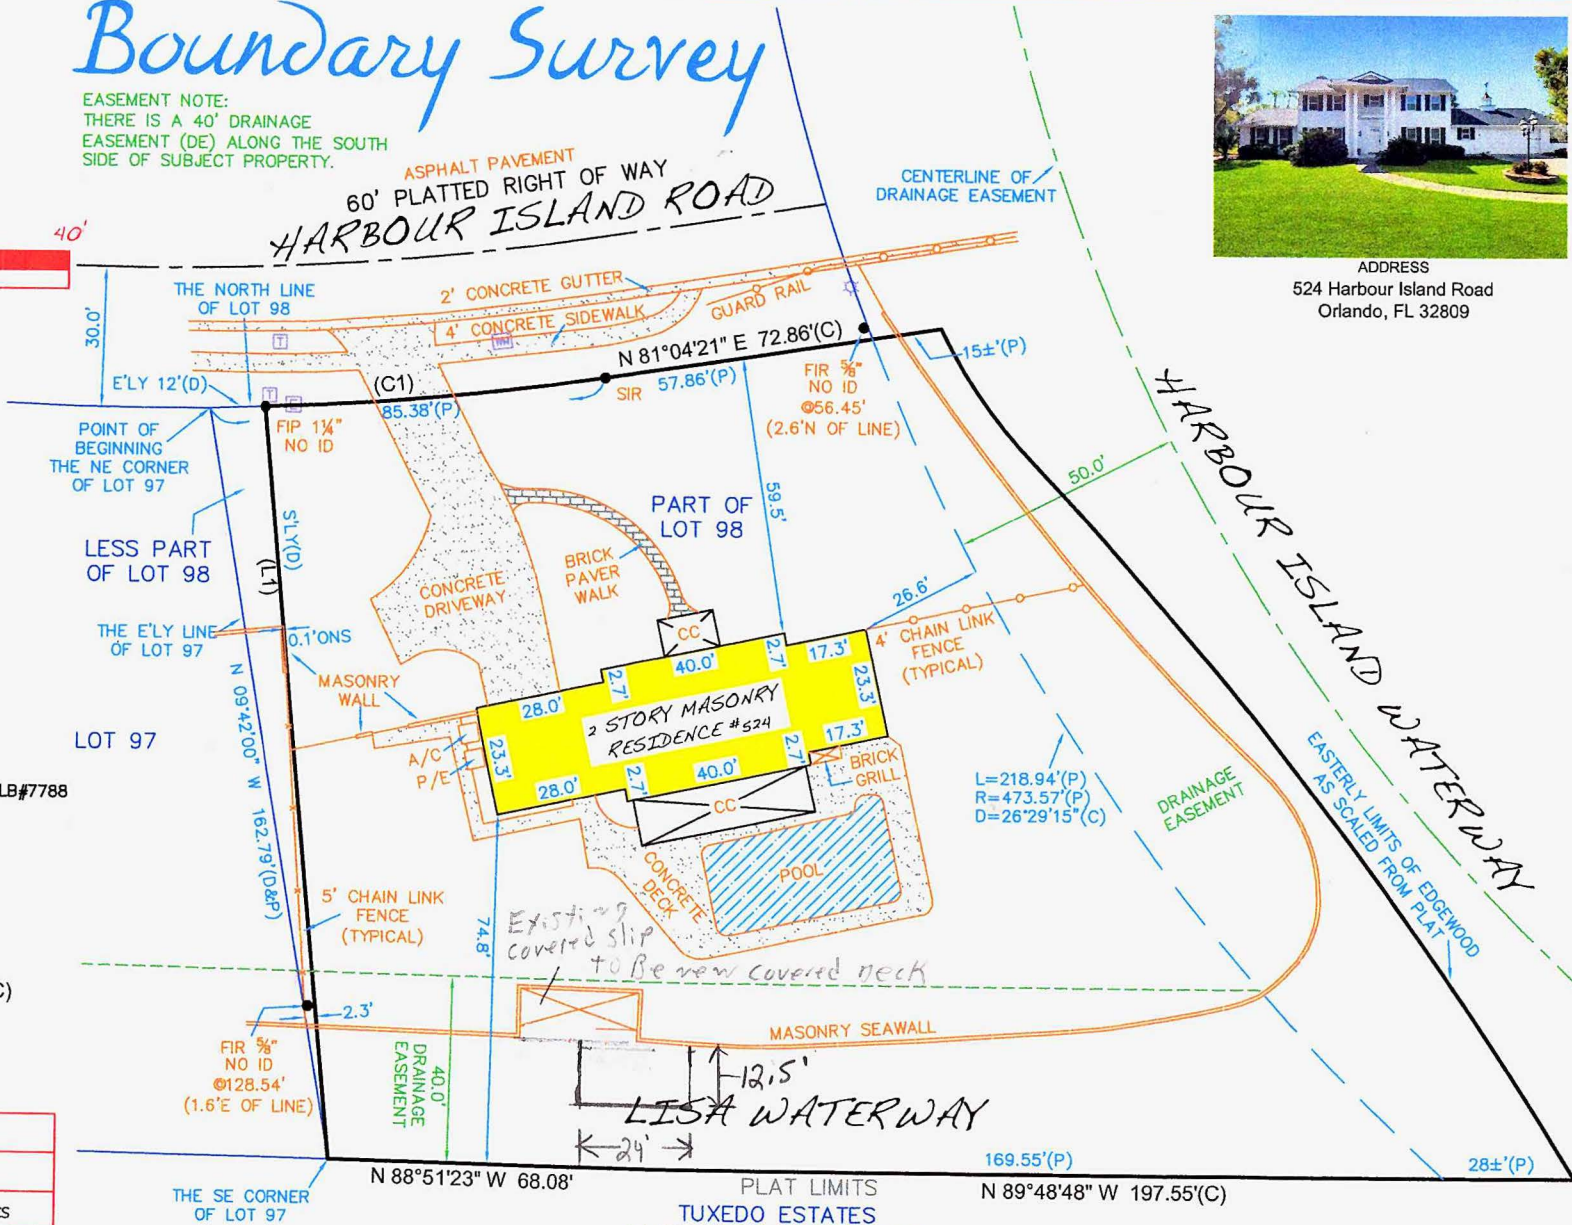 Boundary Survey
EASEMENT NOTE:
THERE IS A 40' DRAINAGE
EASEMENT (DE) ALONG THE SOUTH
SIDE OF SUBJECT PROPERTY.
ASPHALT PAVEMENT
60' PLATTED RIGHT OF WAY
HARBOUR ISLAND ROAD
CENTERLINE OF
DRAINAGE EASEMENT
ADDRESS
524 Harbour Island Road
Orlando, FL 32809
40'
30.0'
THE NORTH LINE
OF LOT 98
2' CONCRETE GUTTER
4' CONCRETE SIDEWALK
GUARD RAIL
T
WM
N 81°04'21" E 72.86'(C)
15±'(P)
E'LY 12'(D)
T
E
(C1)
85.38'(P)
SIR
57.86'(P)
FIR 5/8"
NO ID
@56.45'
(2.6'N OF LINE)
FIP 1¼"
NO ID
POINT OF
BEGINNING
THE NE CORNER
OF LOT 97
S'LY(D)
(L1)
LESS PART
OF LOT 98
PART OF
LOT 98
59.5'
50.0'
HARBOUR ISLAND WATERWAY
BRICK
PAVER
WALK
CONCRETE
DRIVEWAY
26.6'
THE E'LY LINE
OF LOT 97
0.1'ONS
CC
4' CHAIN LINK
FENCE
(TYPICAL)
MASONRY
WALL
N 09°42'00" W 162.79'(D&P)
28.0'
2.7'
40.0'
2.7'
17.3'
23.3'
2 STORY MASONRY
RESIDENCE #524
23.3'
28.0'
2.7'
40.0'
2.7'
17.3'
LOT 97
A/C
P/E
BRICK
GRILL
CC
LB#7788
L=218.94'(P)
R=473.57'(P)
D=26°29'15"(C)
DRAINAGE
EASEMENT
EASTERLY LIMITS OF EDGEWOOD
AS SCALED FROM PLAT
POOL
CONCRETE
DECK
5' CHAIN LINK
FENCE
(TYPICAL)
74.8'
Existing
covered slip
to Be new covered Deck
C)
2.3'
MASONRY SEAWALL
FIR 5/8"
NO ID
@128.54'
(1.6'E OF LINE)
40.0'
DRAINAGE
EASEMENT
12.5'
LISA WATERWAY
24'
169.55'(P)
28±'(P)
N 88°51'23" W 68.08'
PLAT LIMITS
N 89°48'48" W 197.55'(C)
THE SE CORNER
OF LOT 97
TUXEDO ESTATES